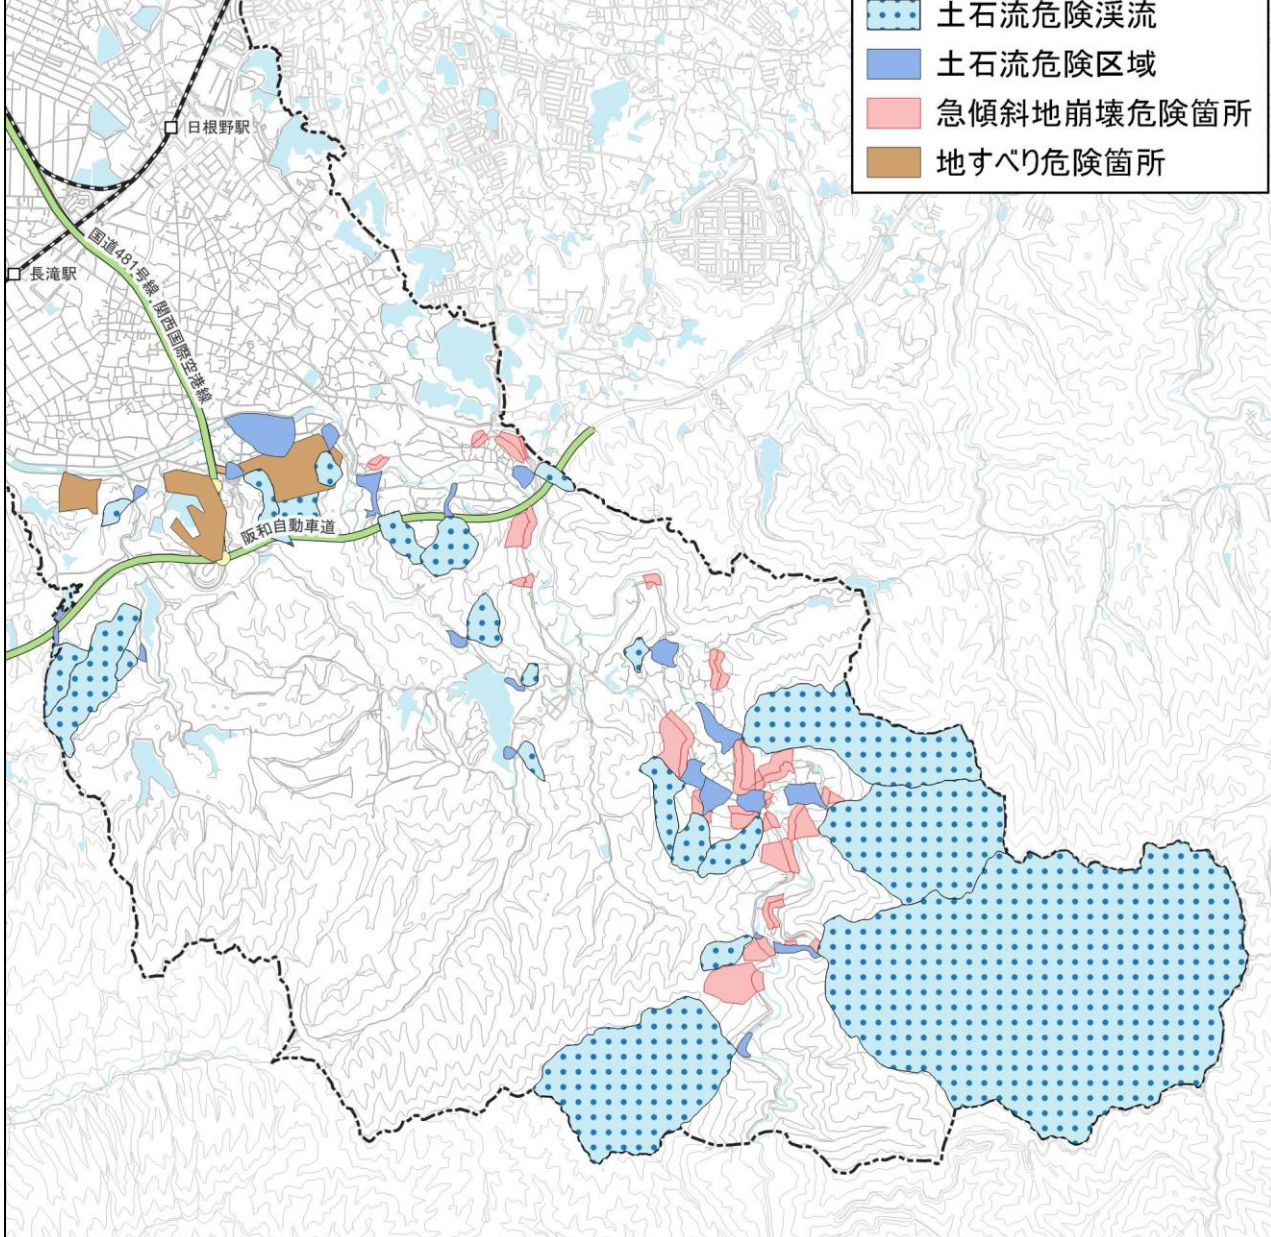 土石流危険渓流
土石流危険区域
急傾斜地崩壊危険箇所
地すべり危険箇所
日根野駅
長滝駅
国道481号線・関西国際空港線
阪和自動車道